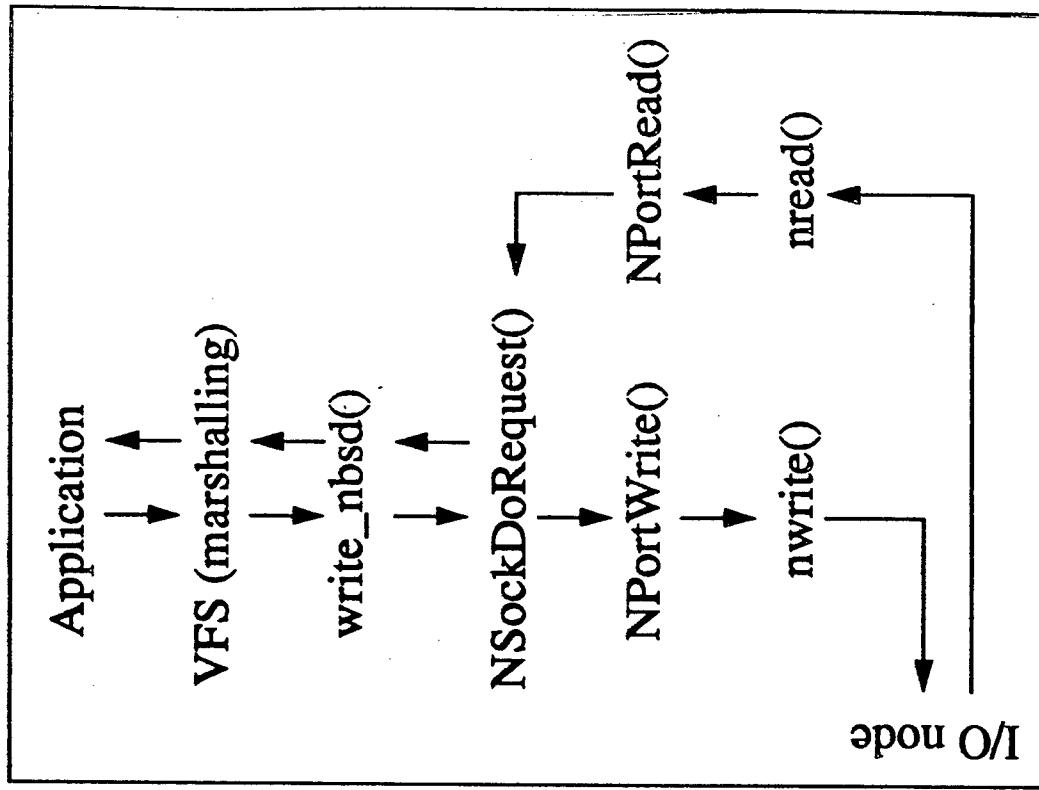 Application
VFS (marshalling)
write_nbsd()
NSockDoRequest()
NPortWrite()
NPortRead()
nwrite()
nread()
I/O node